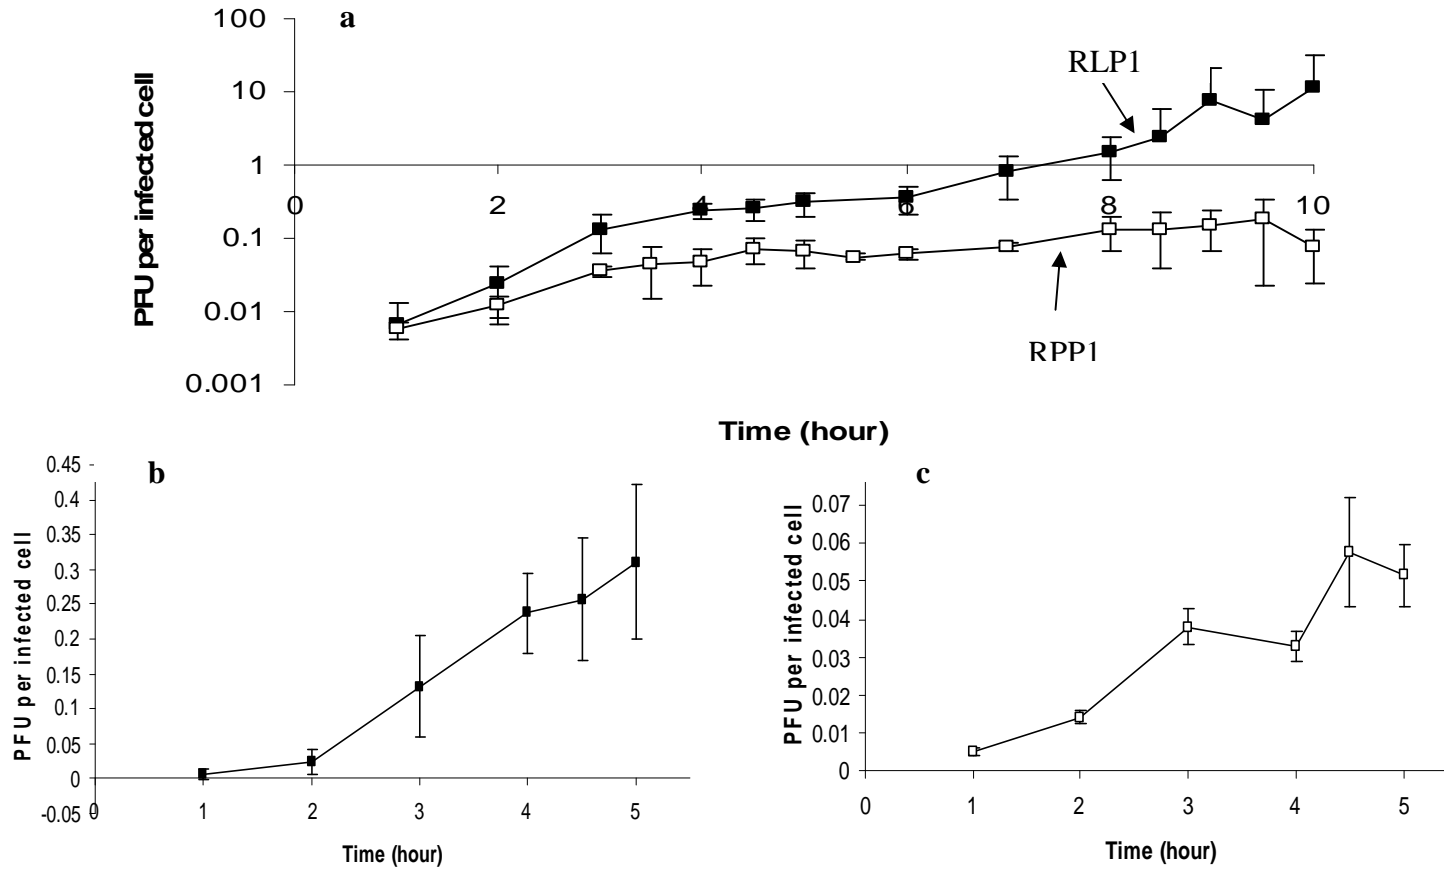 100
a
10
1
0.1
0.01
0.001
PFU per infected cell
RLP1
0 2 4 6 8 10
RPP1
Time (hour)
b
0.45
0.4
0.35
0.3
0.25
0.2
0.15
0.1
0.05
0
-0.05
PFU per infected cell
0 1 2 3 4 5
Time (hour)
c
0.07
0.06
0.05
0.04
0.03
0.02
0.01
0
PFU per infected cell
0 1 2 3 4 5
Time (hour)